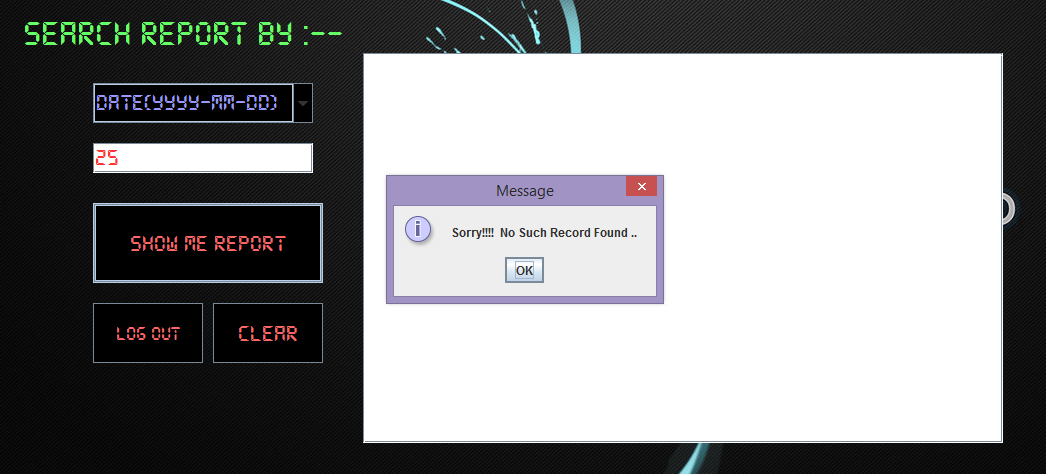 SEARCH REPORT BY :--
DATE(YYYY-MM-DD)
25
SHOW ME REPORT
LOG OUT
CLEAR
Message
Sorry!!!! No Such Record Found ..
OK